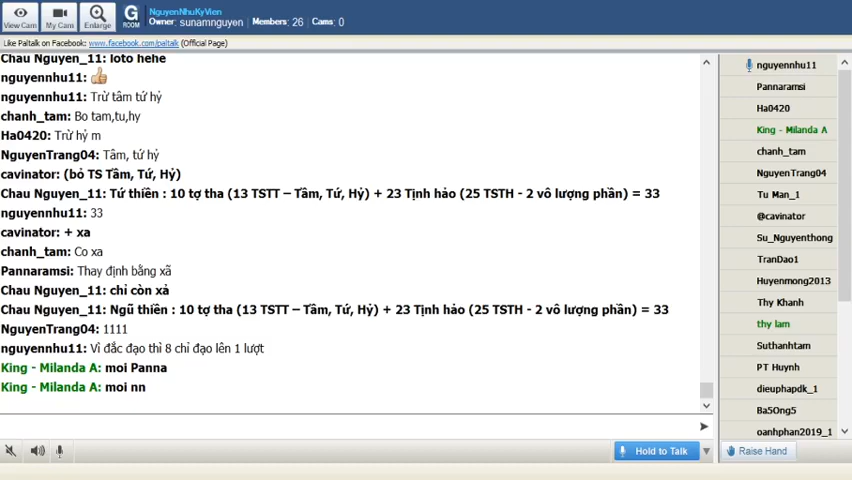 View Cam
My Cams
Enlarge
G
ROOM
NguyenNhuKyVien
Owner: sunamnguyen
Members: 26
Cams: 0
Like Paltalk on Facebook: www.facebook.com/paltalk (Official Page)
Chau Nguyen_11: loto hehe
nguyennhu11:
nguyennhu11: Trừ tâm tứ hỷ
chanh_tam: Bo tam,tu,hy
Ha0420: Trừ hỷ m
NguyenTrang04: Tâm, tứ hỷ
cavinator: (bỏ TS Tầm, Tứ, Hỷ)
Chau Nguyen_11: Tứ thiền : 10 tợ tha (13 TSTT – Tầm, Tứ, Hỷ) + 23 Tịnh hảo (25 TSTH - 2 vô lượng phần) = 33
nguyennhu11: 33
cavinator: + xa
chanh_tam: Co xa
Pannaramsi: Thay định bằng xã
Chau Nguyen_11: chỉ còn xả
Chau Nguyen_11: Ngũ thiền : 10 tợ tha (13 TSTT – Tầm, Tứ, Hỷ) + 23 Tịnh hảo (25 TSTH - 2 vô lượng phần) = 33
NguyenTrang04: 1111
nguyennhu11: Vì đắc đạo thì 8 chỉ đạo lên 1 lượt
King - Milanda A: moi Panna
King - Milanda A: moi nn
Hold to Talk
nguyennhu11
Pannaramsi
Ha0420
King - Milanda A
chanh_tam
NguyenTrang04
Tu Man_1
@cavinator
Su_Nguyenthong
TranDao1
Huyenmong2013
Thy Khanh
thy lam
Suthanhtam
PT Huynh
dieuphapdk_1
Ba5Ong5
oanhphan2019_1
Raise Hand